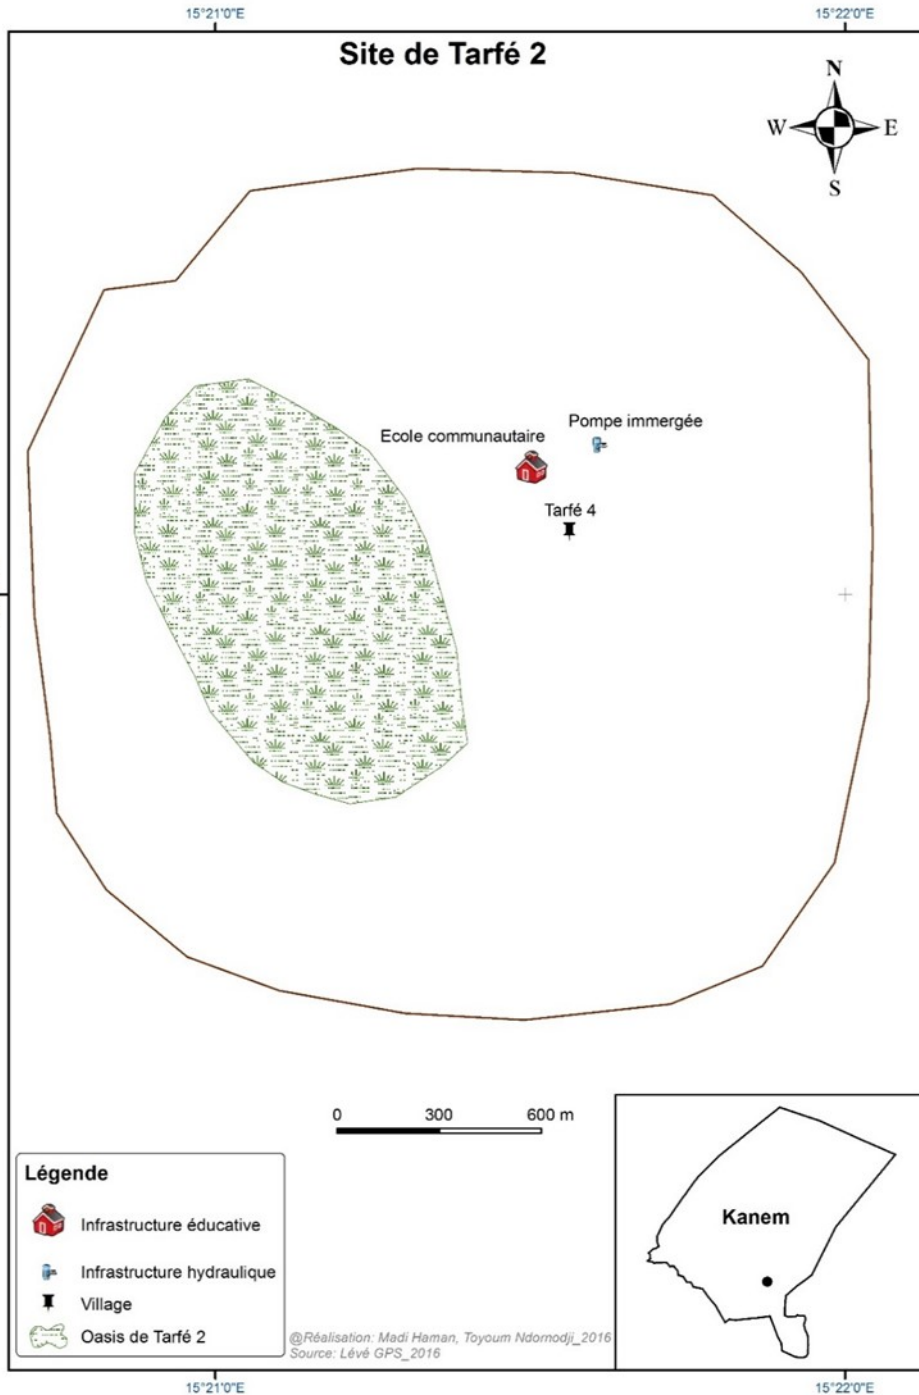 15°21'0"E
15°22'0"E
Site de Tarfé 2
N
W
E
S
Pompe immergée
Ecole communautaire
Tarfé 4
0 300 600 m
Légende
Infrastructure éducative
Infrastructure hydraulique
Village
Oasis de Tarfé 2
Kanem
@Réalisation: Madi Haman, Toyoum Ndornodji_2016
Source: Lévé GPS_2016
15°21'0"E
15°22'0"E